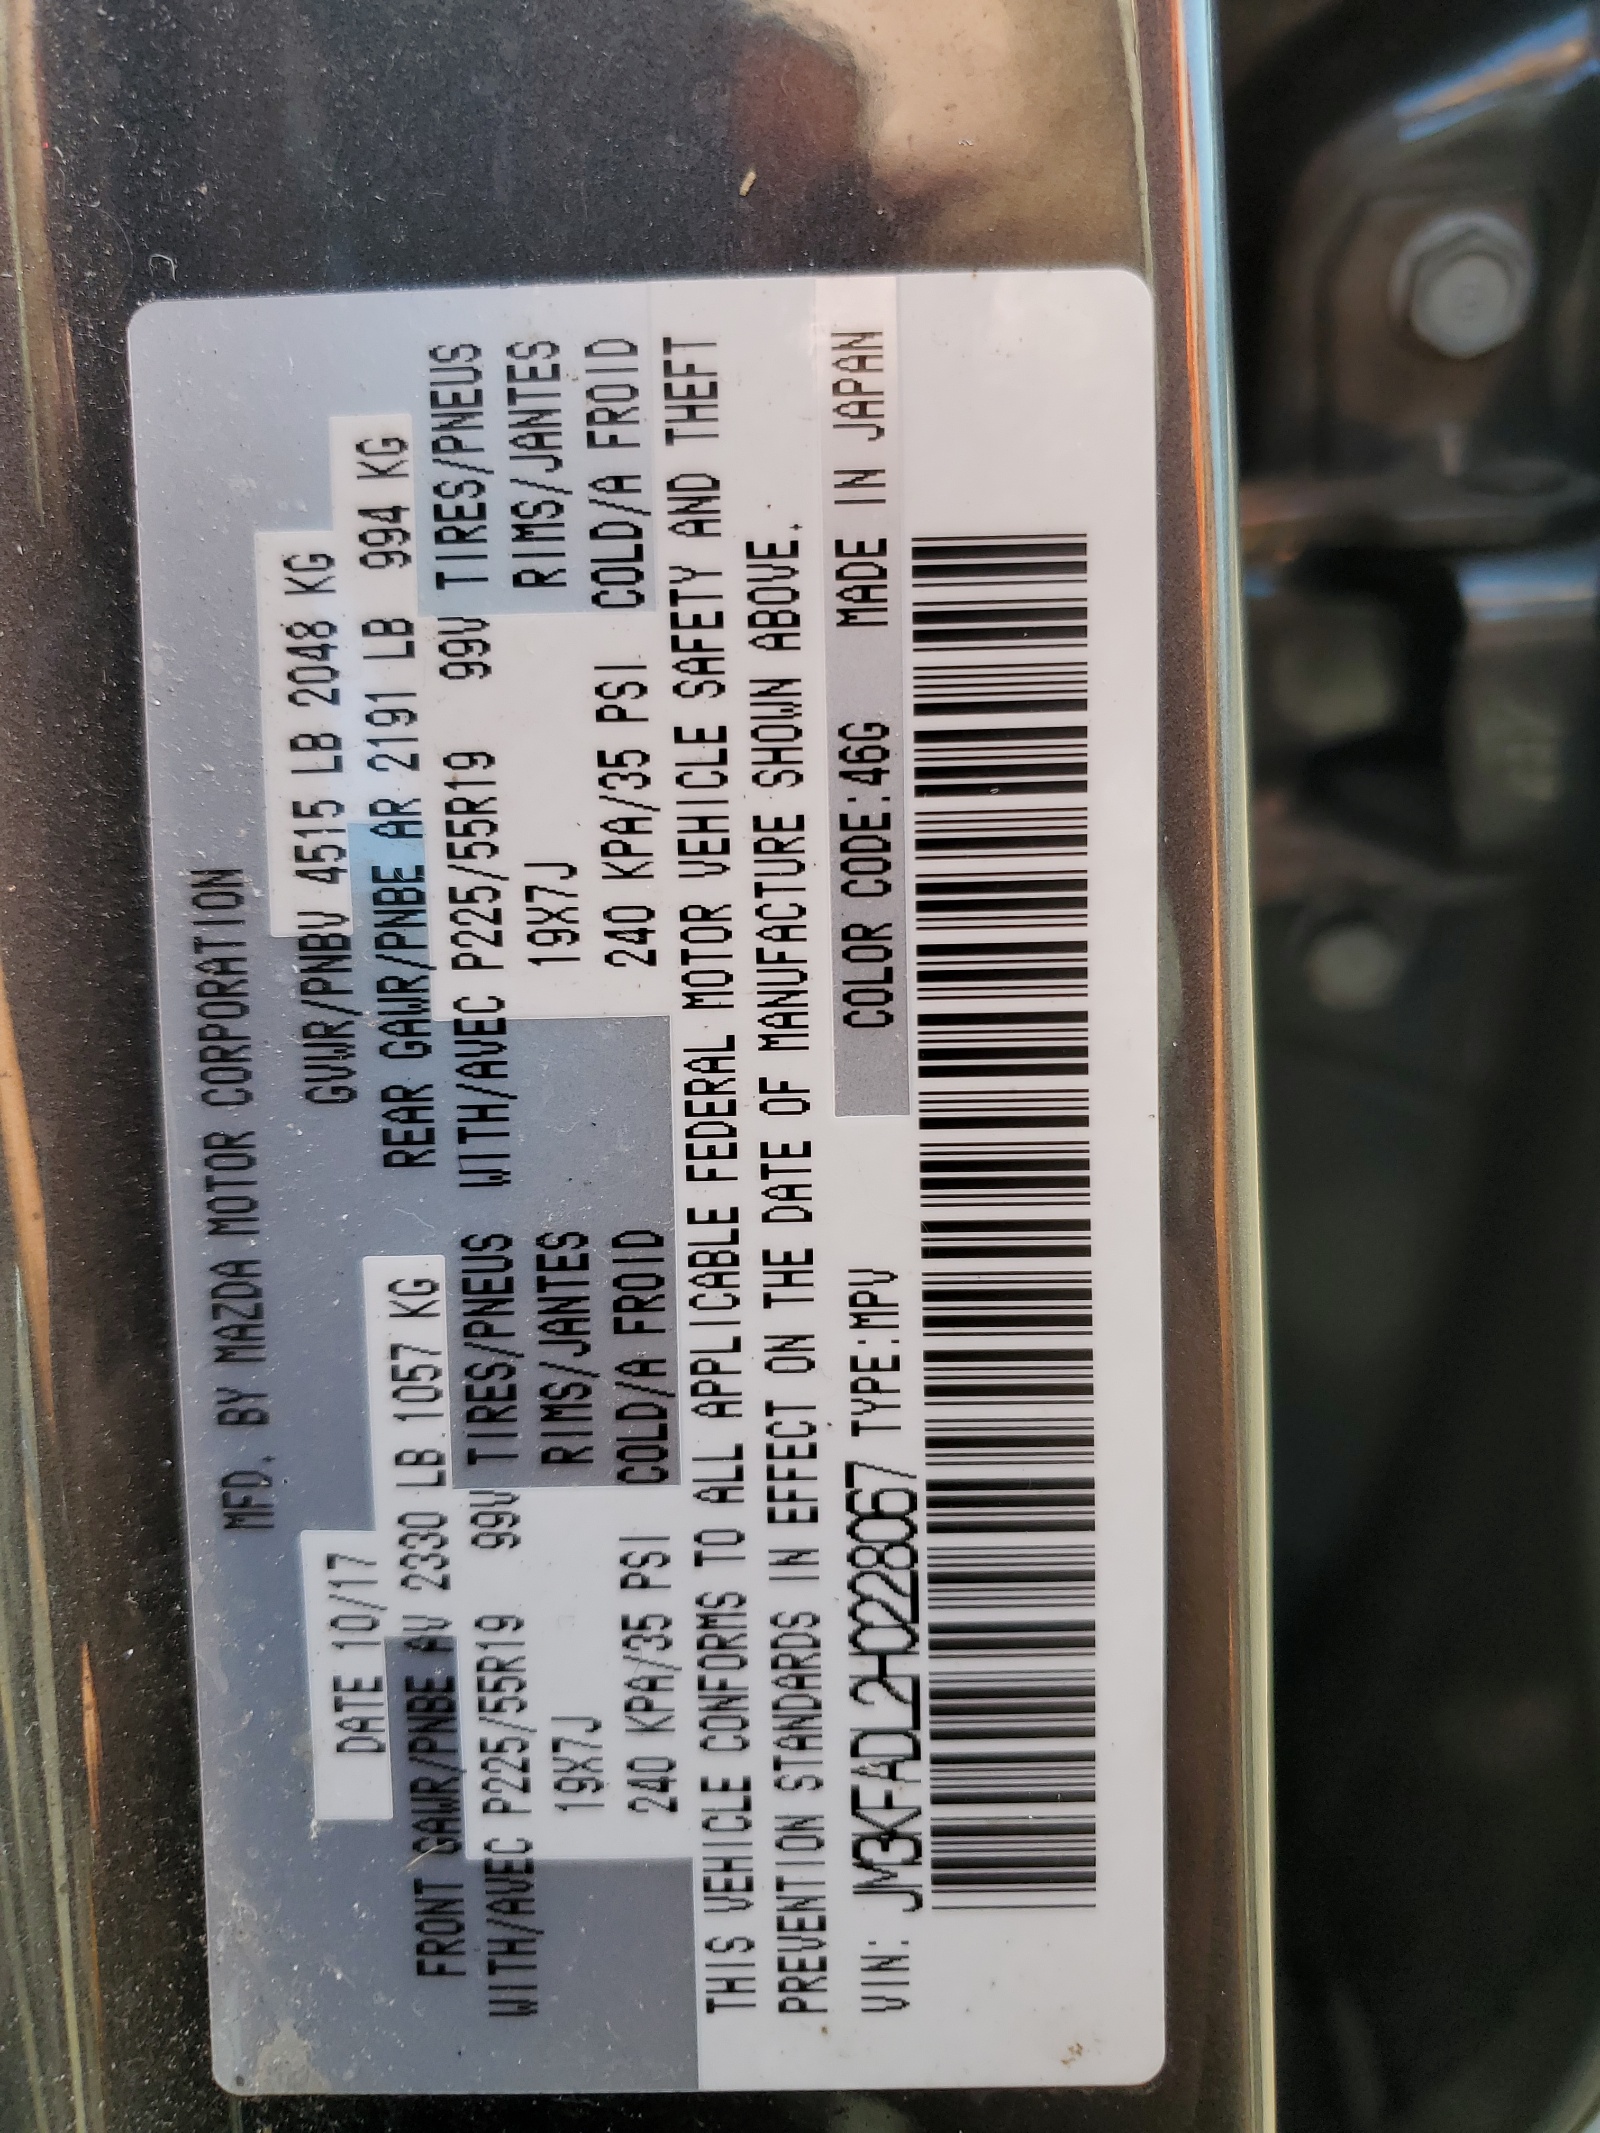 MFD. BY MAZDA MOTOR CORPORATION
DATE 10/17 GVWR/PNBV 4515 LB 2048 KG
FRONT GAWR/PNBE AV 2330 LB 1057 KG REAR GAWR/PNBE AR 2191 LB 994 KG
WITH/AVEC P225/55R19 99V TIRES/PNEUS WITH/AVEC P225/55R19 99V TIRES/PNEUS
19X7J RIMS/JANTES 19X7J RIMS/JANTES
240 KPA/35 PSI COLD/A FROID 240 KPA/35 PSI COLD/A FROID
THIS VEHICLE CONFORMS TO ALL APPLICABLE FEDERAL MOTOR VEHICLE SAFETY AND THEFT
PREVENTION STANDARDS IN EFFECT ON THE DATE OF MANUFACTURE SHOWN ABOVE.
VIN: JM3KFADL2H0228067 TYPE:MPV COLOR CODE:46G MADE IN JAPAN